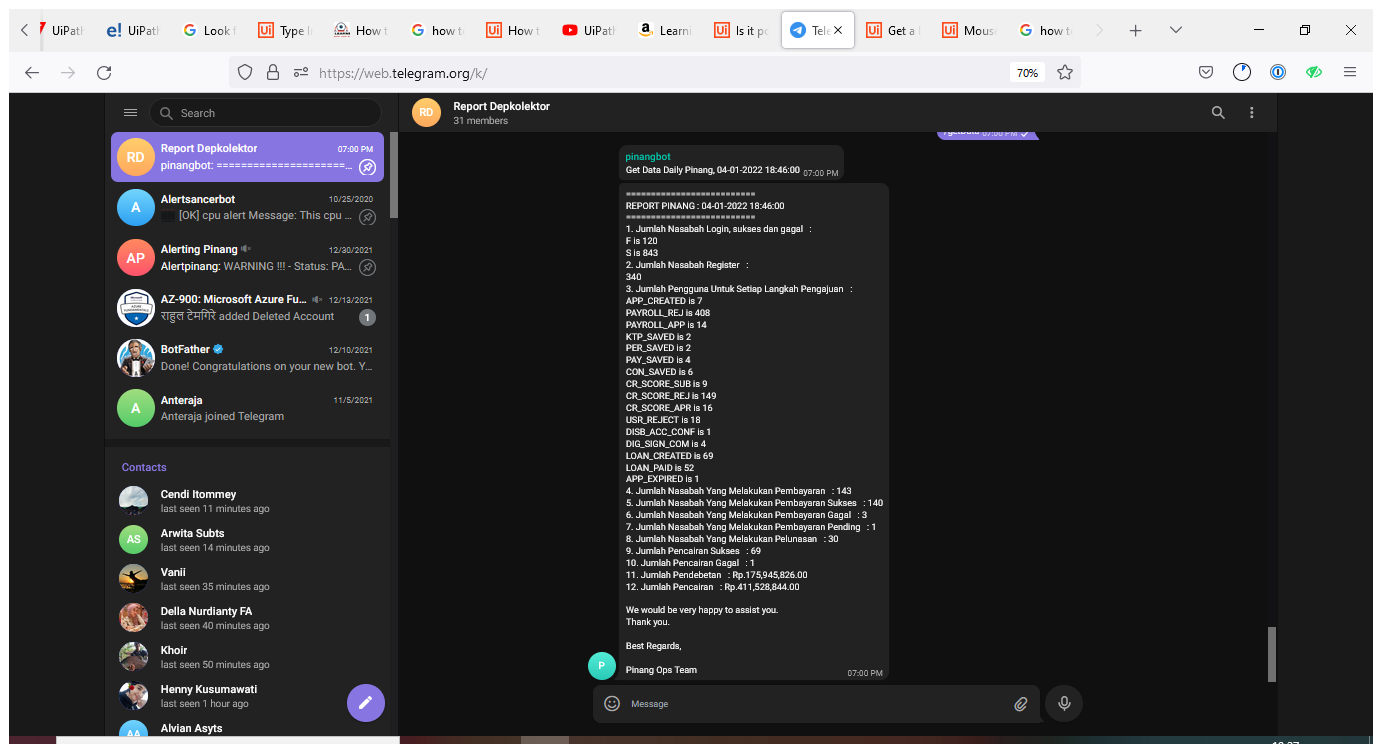 UiPat
UiPat
Look
Type I
How t
how t
How t
UiPat
Learni
Is it p
Tele
Get a
Mous
how t
https://web.telegram.org/k/
70%
Search
Report Depkolektor
07:00 PM
pinangbot: =====================...
Alertsancerbot
10/25/2020
[OK] cpu alert Message: This cpu ...
Alerting Pinang
12/30/2021
Alertpinang: WARNING !!! - Status: PA...
AZ-900: Microsoft Azure Fu...
12/13/2021
राहुल टेमगिरे added Deleted Account
1
BotFather
12/10/2021
Done! Congratulations on your new bot. Y...
Anteraja
11/5/2021
Anteraja joined Telegram
Contacts
Cendi Itommey
last seen 11 minutes ago
Arwita Subts
last seen 14 minutes ago
Vanii
last seen 35 minutes ago
Della Nurdianty FA
last seen 40 minutes ago
Khoir
last seen 50 minutes ago
Henny Kusumawati
last seen 1 hour ago
Alvian Asyts
RD
A
AP
A
AS
AA
RD
Report Depkolektor
31 members
07:00 PM
pinangbot
Get Data Daily Pinang, 04-01-2022 18:46:00 07:00 PM
==========================
REPORT PINANG : 04-01-2022 18:46:00
==========================
1. Jumlah Nasabah Login, sukses dan gagal :
F is 120
S is 843
2. Jumlah Nasabah Register :
340
3. Jumlah Pengguna Untuk Setiap Langkah Pengajuan :
APP_CREATED is 7
PAYROLL_REJ is 408
PAYROLL_APP is 14
KTP_SAVED is 2
PER_SAVED is 2
PAY_SAVED is 4
CON_SAVED is 6
CR_SCORE_SUB is 9
CR_SCORE_REJ is 149
CR_SCORE_APR is 16
USR_REJECT is 18
DISB_ACC_CONF is 1
DIG_SIGN_COM is 4
LOAN_CREATED is 69
LOAN_PAID is 52
APP_EXPIRED is 1
4. Jumlah Nasabah Yang Melakukan Pembayaran : 143
5. Jumlah Nasabah Yang Melakukan Pembayaran Sukses : 140
6. Jumlah Nasabah Yang Melakukan Pembayaran Gagal : 3
7. Jumlah Nasabah Yang Melakukan Pembayaran Pending : 1
8. Jumlah Nasabah Yang Melakukan Pelunasan : 30
9. Jumlah Pencairan Sukses : 69
10. Jumlah Pencairan Gagal : 1
11. Jumlah Pendebetan : Rp.175,945,826.00
12. Jumlah Pencairan : Rp.411,528,844.00
We would be very happy to assist you.
Thank you.
Best Regards,
Pinang Ops Team
07:00 PM
P
Message